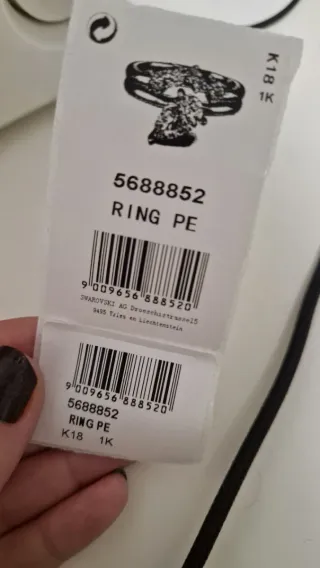 K18
1K
5688852
RING PE
9 009656 888520
SWAROVSKI AG Droeschistrasse15
9495 Triesen Liechtenstein
9 009656 888520
5688852
RING PE
K18 1K